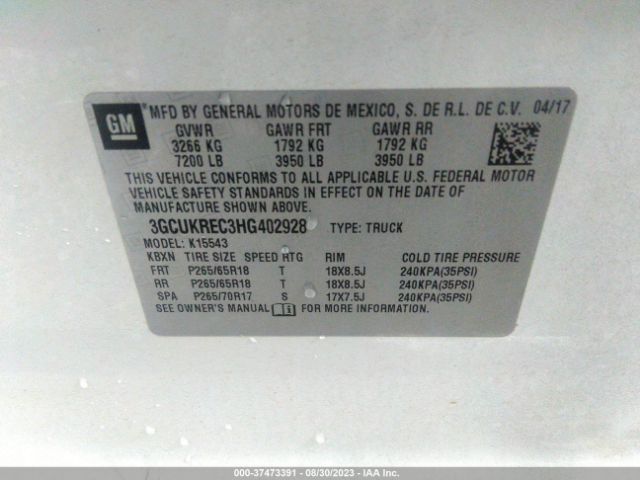 GM
MFD BY GENERAL MOTORS DE MEXICO, S. DE R.L. DE C.V. 04/17
GVWR GAWR FRT GAWR RR
3266 KG 1792 KG 1792 KG
7200 LB 3950 LB 3950 LB
THIS VEHICLE CONFORMS TO ALL APPLICABLE U.S. FEDERAL MOTOR
VEHICLE SAFETY STANDARDS IN EFFECT ON THE DATE OF
MANUFACTURE SHOWN ABOVE.
3GCUKREC3HG402928 TYPE: TRUCK
MODEL: K15543
KBXN TIRE SIZE SPEED RTG RIM COLD TIRE PRESSURE
FRT P265/65R18 T 18X8.5J 240KPA(35PSI)
RR P265/65R18 T 18X8.5J 240KPA(35PSI)
SPA P265/70R17 S 17X7.5J 240KPA(35PSI)
SEE OWNER'S MANUAL FOR MORE INFORMATION.
000-37473391 - 08/30/2023 - IAA Inc.